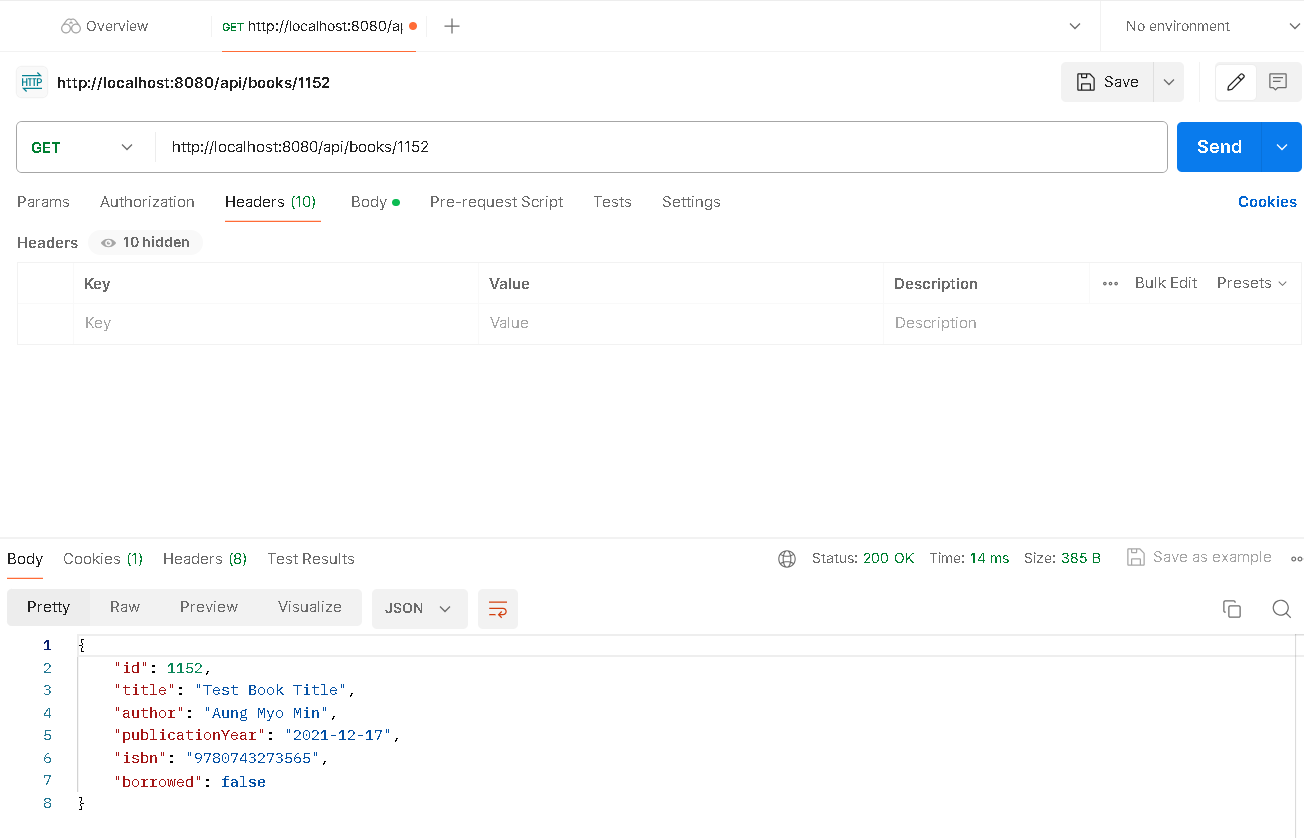 Overview GET http://localhost:8080/ap No environment
HTTP http://localhost:8080/api/books/1152 Save
GET http://localhost:8080/api/books/1152 Send
Params Authorization Headers (10) Body Pre-request Script Tests Settings Cookies
Headers 10 hidden
Key Value Description Bulk Edit Presets
Key Value Description
Body Cookies (1) Headers (8) Test Results Status: 200 OK Time: 14 ms Size: 385 B Save as example
Pretty Raw Preview Visualize JSON
1 {
2 "id": 1152,
3 "title": "Test Book Title",
4 "author": "Aung Myo Min",
5 "publicationYear": "2021-12-17",
6 "isbn": "9780743273565",
7 "borrowed": false
8 }